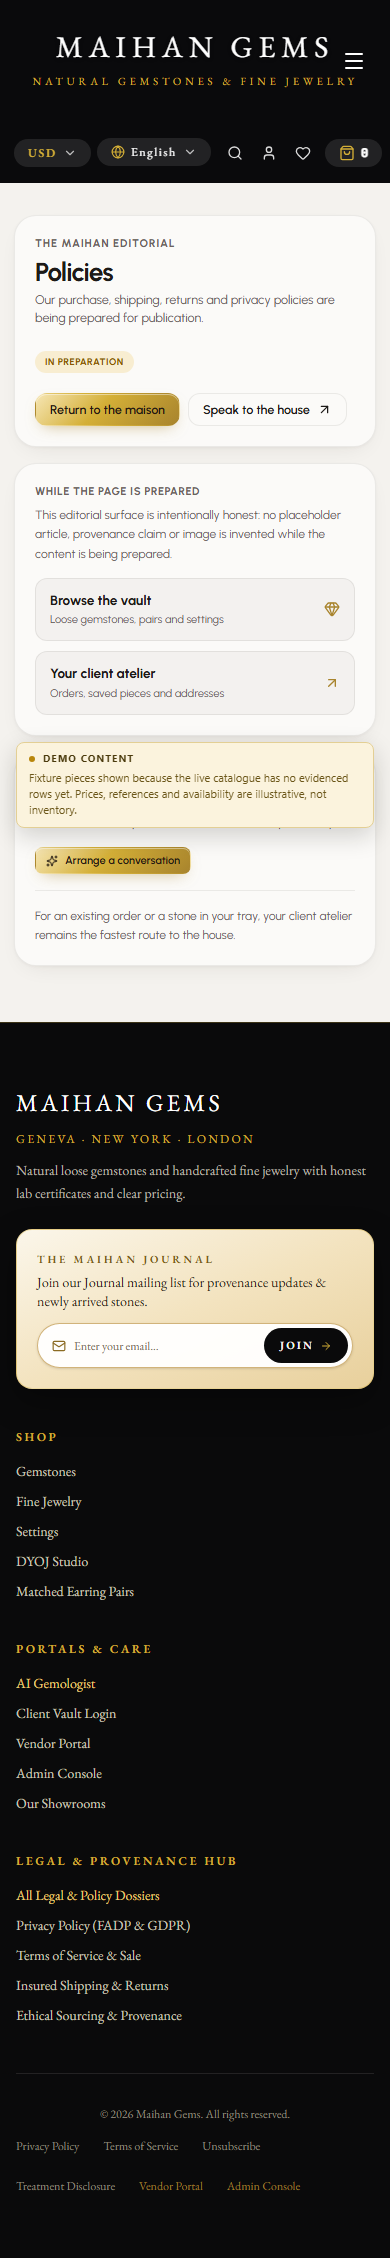 MAIHAN GEMS
NATURAL GEMSTONES & FINE JEWELRY
USD
English
0
THE MAIHAN EDITORIAL
Policies
Our purchase, shipping, returns and privacy policies are
being prepared for publication.
IN PREPARATION
Return to the maison
Speak to the house
WHILE THE PAGE IS PREPARED
This editorial surface is intentionally honest: no placeholder
article, provenance claim or image is invented while the
content is being prepared.
Browse the vault
Loose gemstones, pairs and settings
Your client atelier
Orders, saved pieces and addresses
DEMO CONTENT
Fixture pieces shown because the live catalogue has no evidenced
rows yet. Prices, references and availability are illustrative, not
inventory.
Arrange a conversation
For an existing order or a stone in your tray, your client atelier
remains the fastest route to the house.
MAIHAN GEMS
GENEVA · NEW YORK · LONDON
Natural loose gemstones and handcrafted fine jewelry with honest
lab certificates and clear pricing.
THE MAIHAN JOURNAL
Join our Journal mailing list for provenance updates &
newly arrived stones.
Enter your email...
JOIN
SHOP
Gemstones
Fine Jewelry
Settings
DYOJ Studio
Matched Earring Pairs
PORTALS & CARE
AI Gemologist
Client Vault Login
Vendor Portal
Admin Console
Our Showrooms
LEGAL & PROVENANCE HUB
All Legal & Policy Dossiers
Privacy Policy (FADP & GDPR)
Terms of Service & Sale
Insured Shipping & Returns
Ethical Sourcing & Provenance
© 2026 Maihan Gems. All rights reserved.
Privacy Policy Terms of Service Unsubscribe
Treatment Disclosure Vendor Portal Admin Console